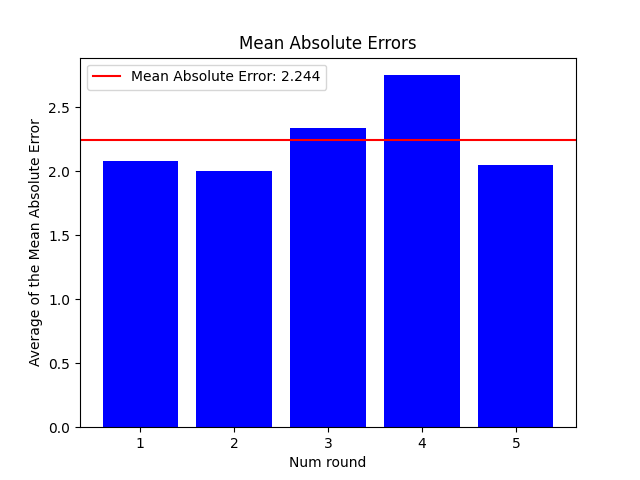 Mean Absolute Errors
Mean Absolute Error: 2.244
Average of the Mean Absolute Error
2.5
2.0
1.5
1.0
0.5
0.0
1 2 3 4 5
Num round